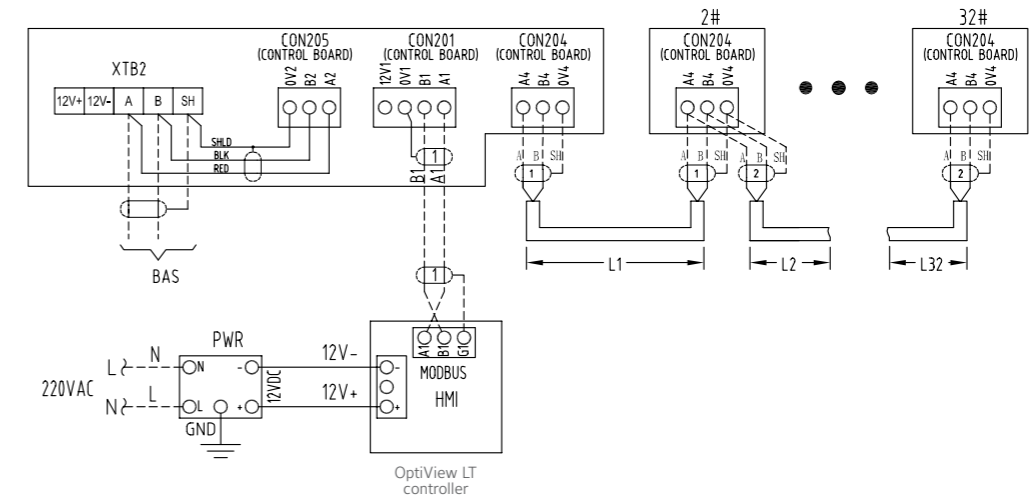 2#
32#
CON205
(CONTROL BOARD)
CON201
(CONTROL BOARD)
CON204
(CONTROL BOARD)
CON204
(CONTROL BOARD)
CON204
(CONTROL BOARD)
XTB2
0V2
B2
A2
12V1
0V1
B1
A1
A4
B4
0V4
A4
B4
0V4
A4
B4
0V4
12V+
12V-
A
B
SH
SHLD
BLK
RED
1
B1
A1
A
B
SH
1
A
B
SH
1
A
B
SH
2
A
B
SH
2
BAS
L1
L2
L32
1
A1
B1
G1
MODBUS
HMI
PWR
220VAC
L
N
N
L
N
L
-
+
12VDC
GND
12V-
12V+
-
+
OptiView LT
controller